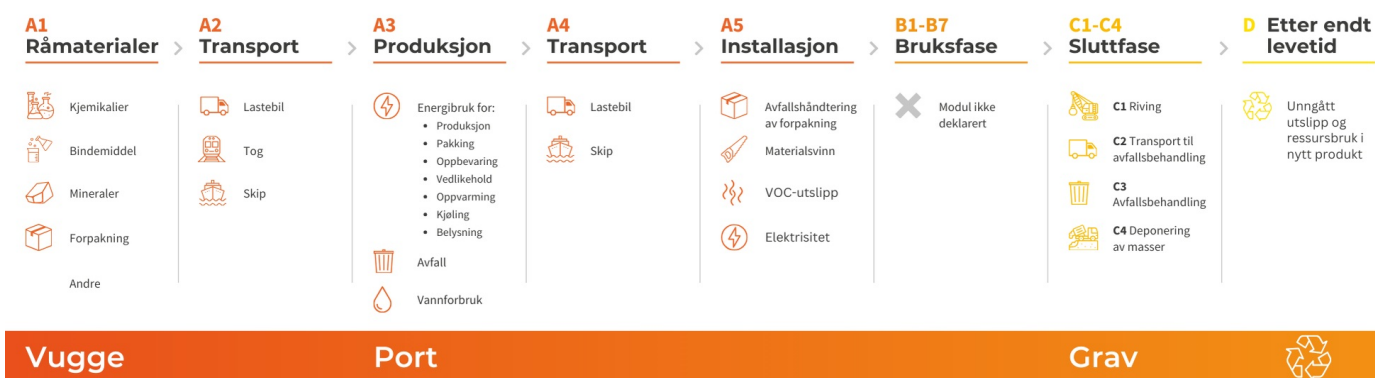 A1
Råmaterialer
Kjemikalier
Bindemiddel
Mineraler
Forpakning
Andre
A2
Transport
Lastebil
Tog
Skip
A3
Produksjon
Energibruk for:
• Produksjon
• Pakking
• Oppbevaring
• Vedlikehold
• Oppvarming
• Kjøling
• Belysning
Avfall
Vannforbruk
A4
Transport
Lastebil
Skip
A5
Installasjon
Avfallshåndtering
av forpakning
Materialsvinn
VOC-utslipp
Elektrisitet
B1-B7
Bruksfase
Modul ikke
deklarert
C1-C4
Sluttfase
C1 Riving
C2 Transport til
avfallsbehandling
C3
Avfallsbehandling
C4 Deponering
av masser
D Etter endt
levetid
Unngått
utslipp og
ressursbruk i
nytt produkt
Vugge
Port
Grav